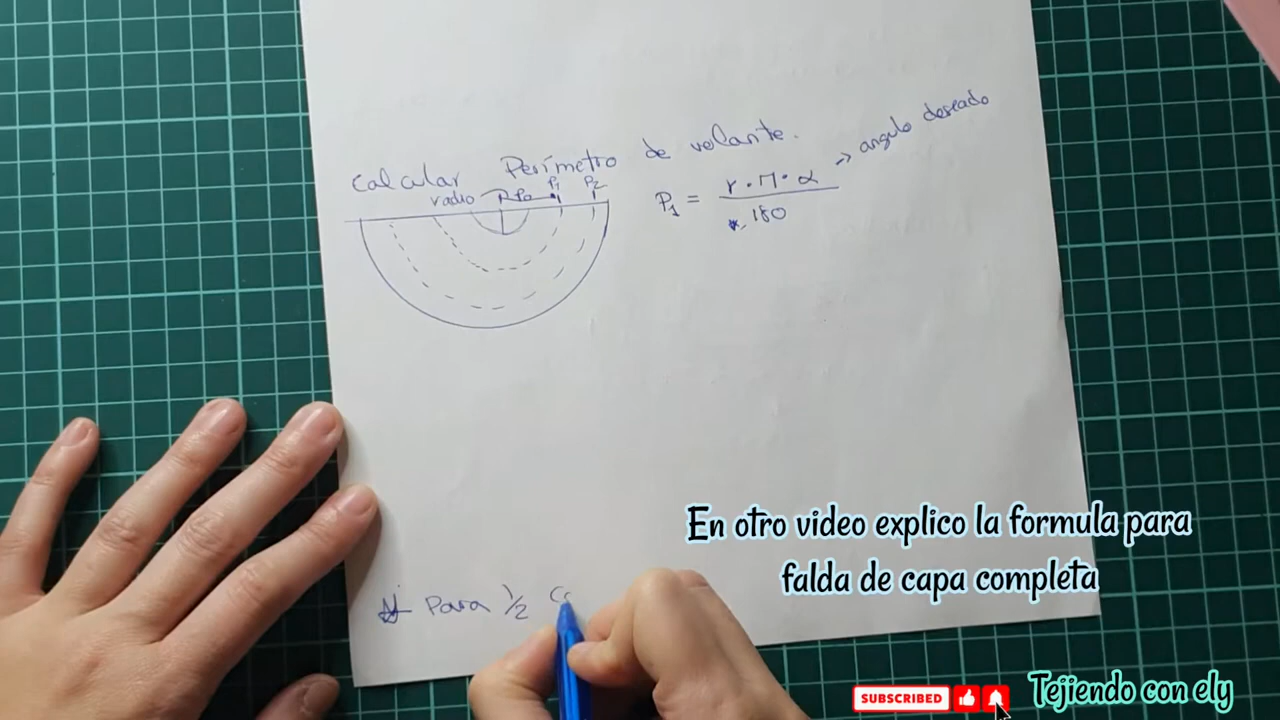 Calcular Perímetro de volante.
radio P1 P2
P1 = r . π . α → angulo deseado
180
Para 1/2
En otro video explico la formula para
falda de capa completa
SUBSCRIBED
Tejiendo con ely